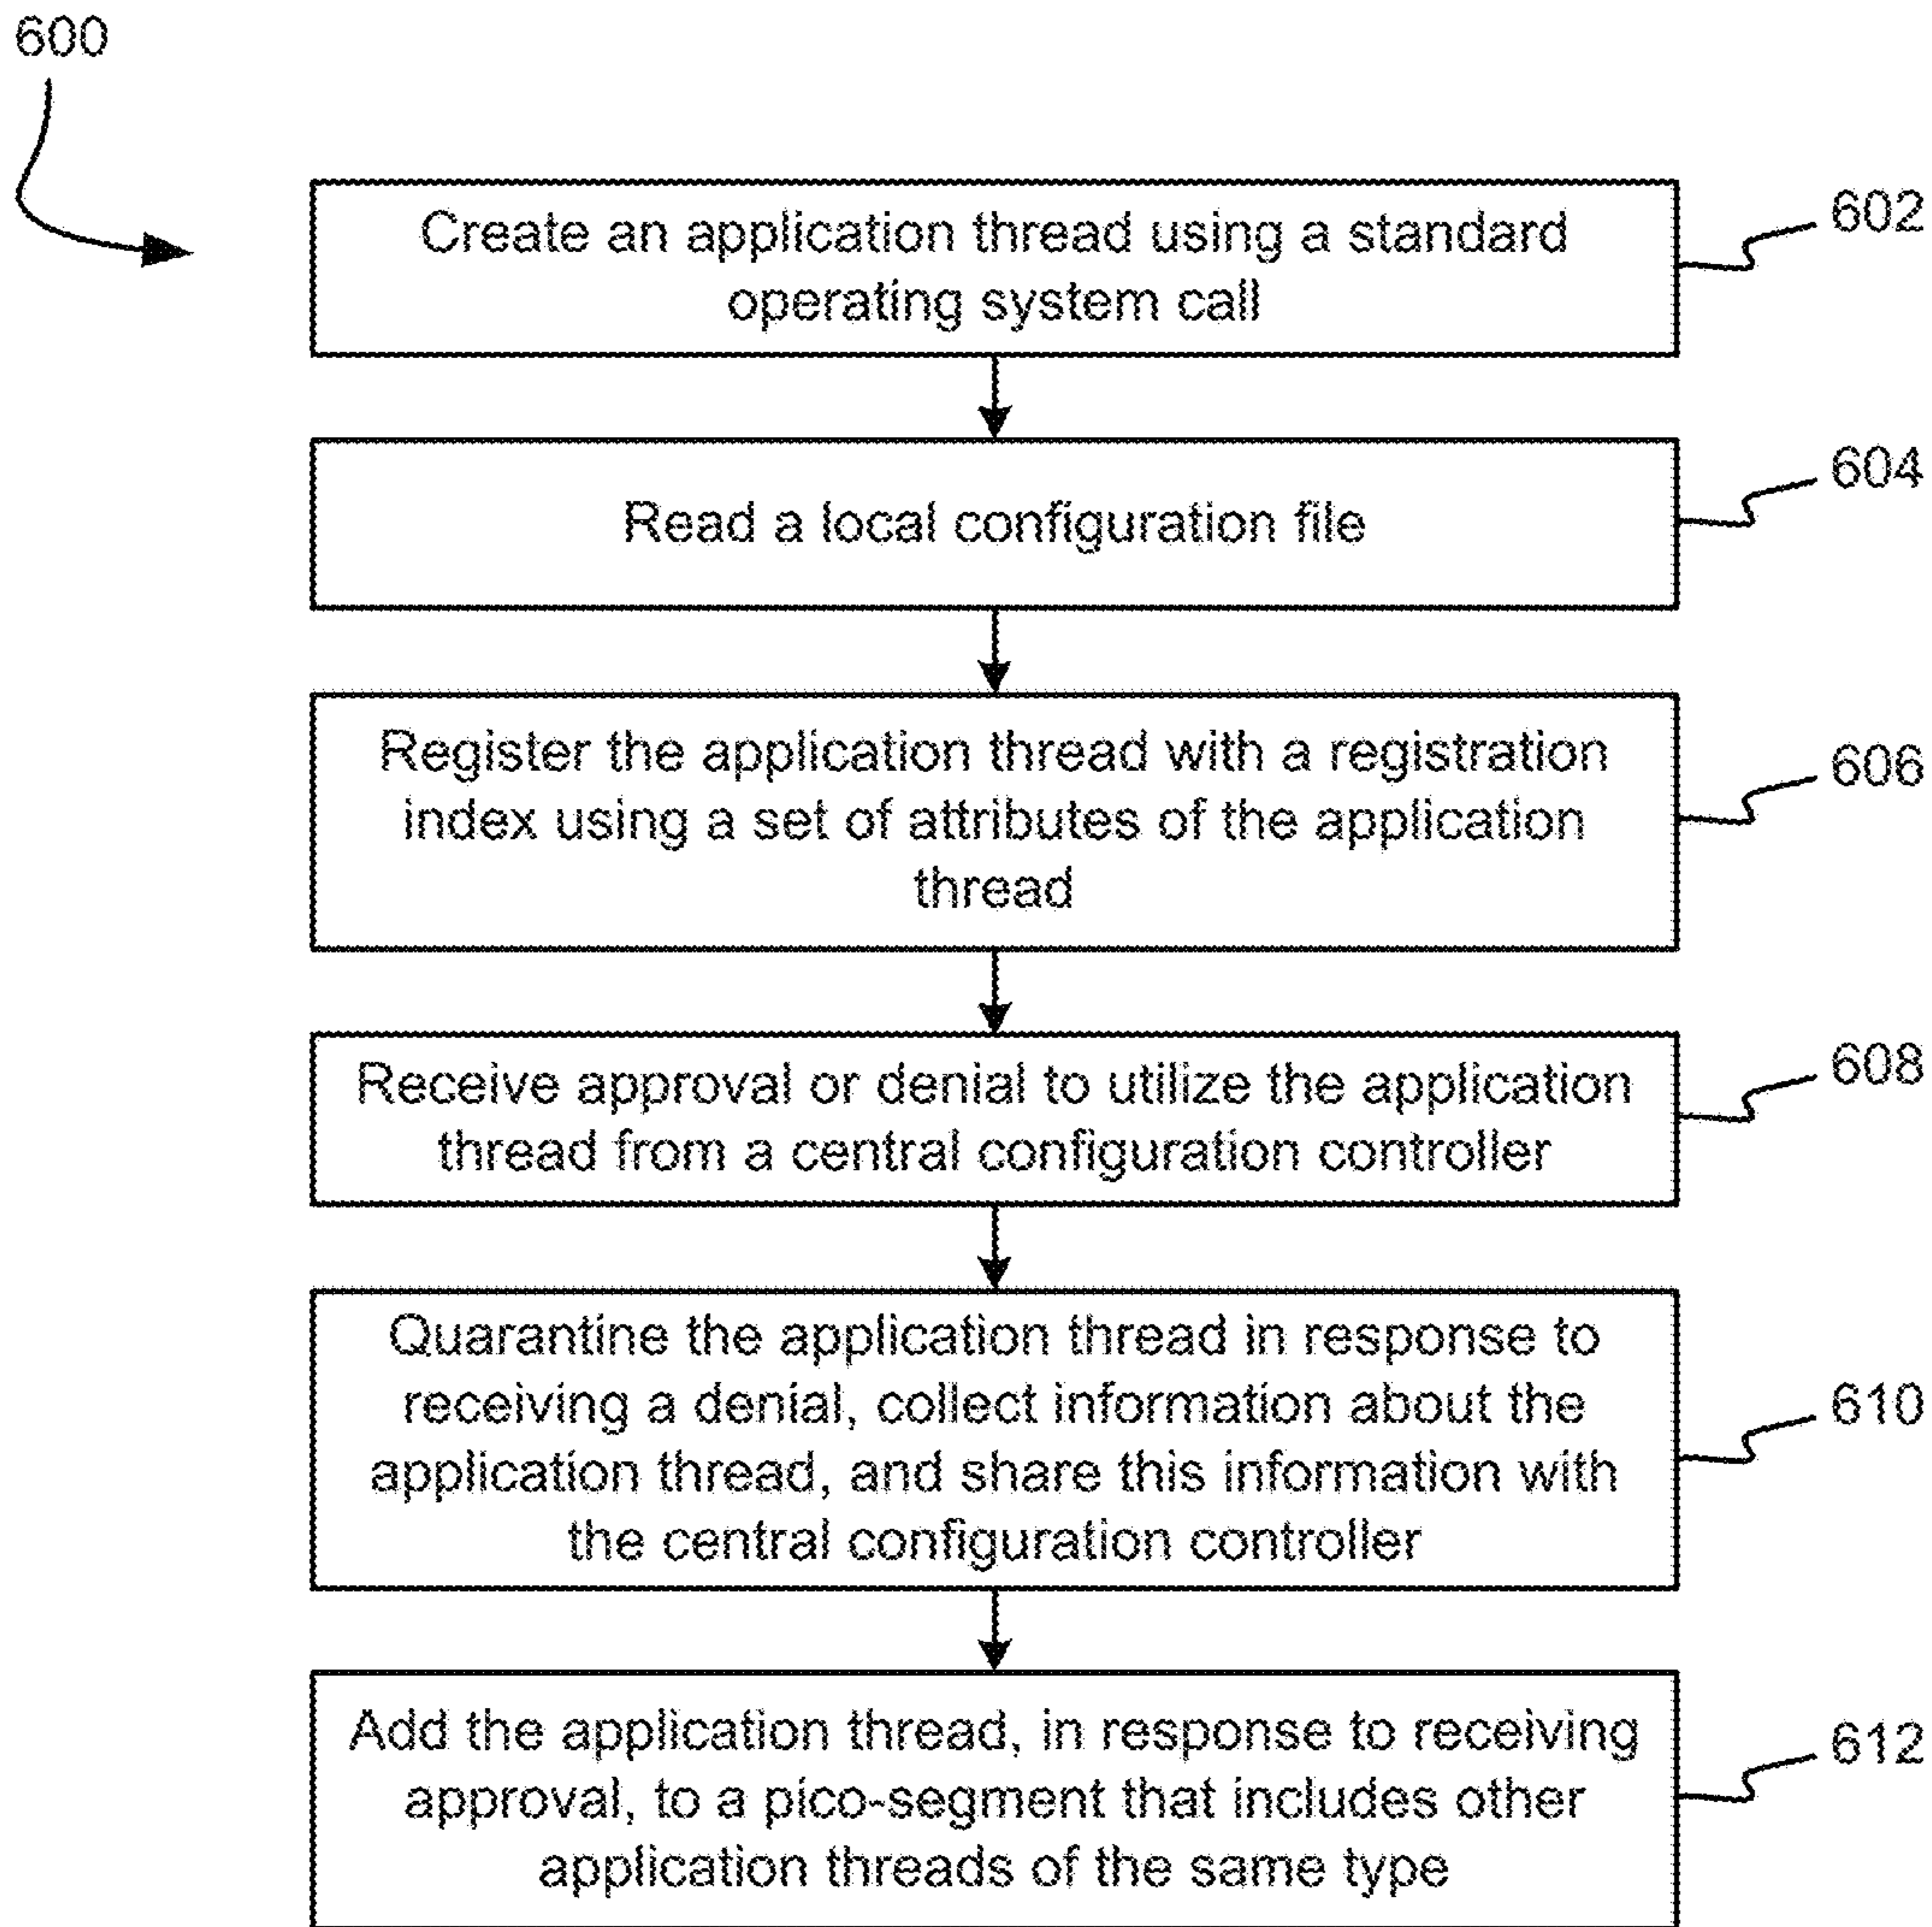 600
Create an application thread using a standard
operating system call
602
Read a local configuration file
604
Register the application thread with a registration
index using a set of attributes of the application
thread
606
Receive approval or denial to utilize the application
thread from a central configuration controller
608
Quarantine the application thread in response to
receiving a denial, collect information about the
application thread, and share this information with
the central configuration controller
610
Add the application thread, in response to receiving
approval, to a pico-segment that includes other
application threads of the same type
612